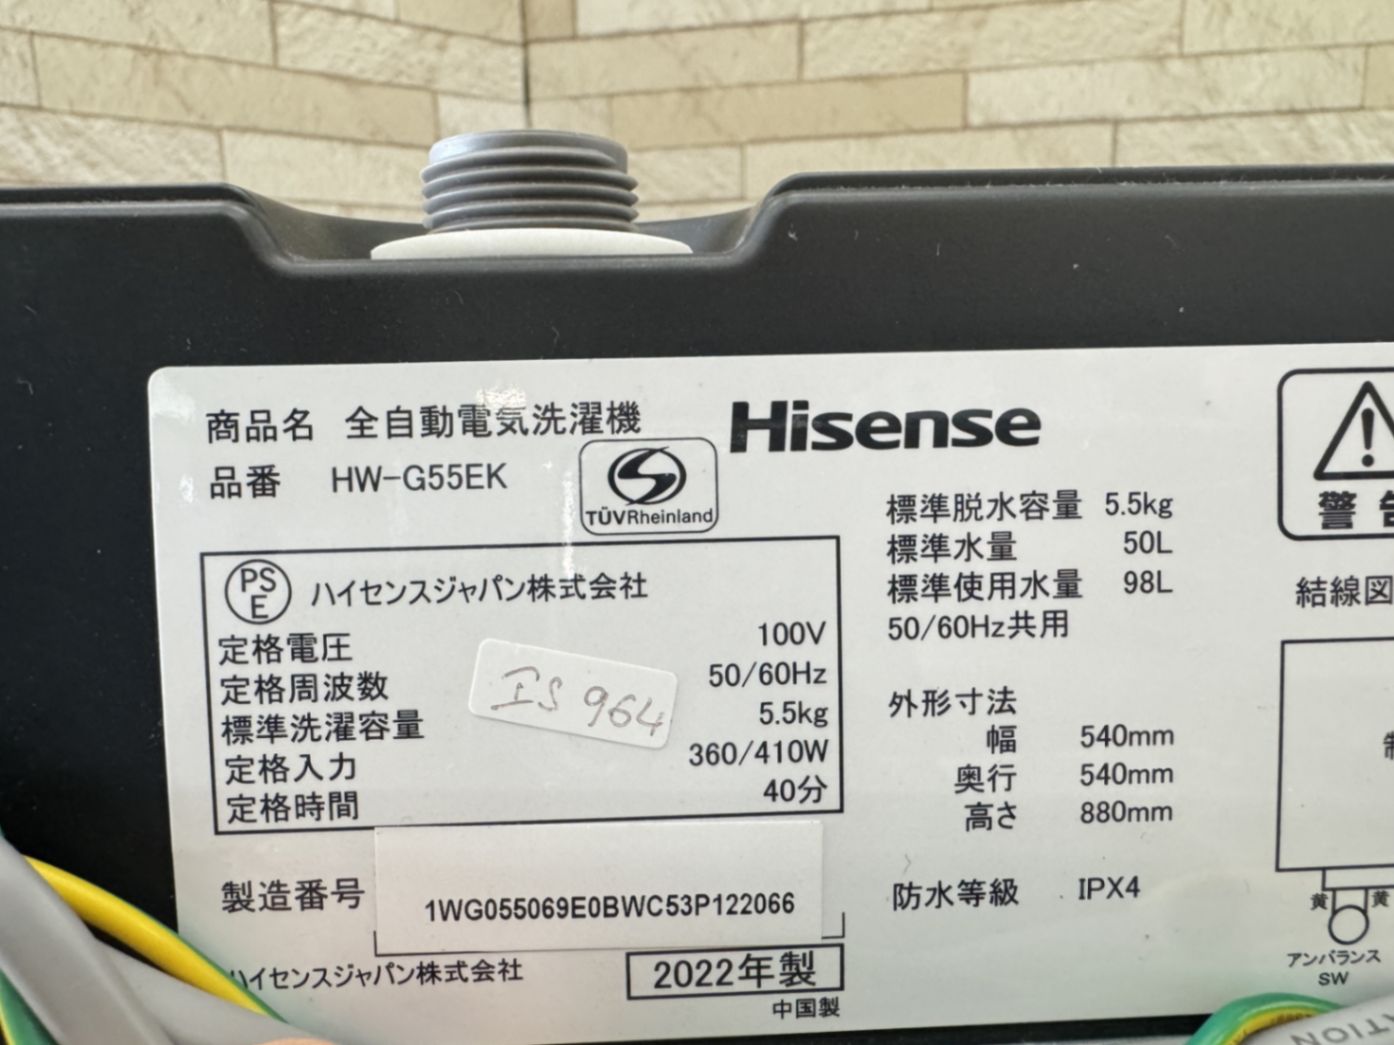 商品名 全自動電気洗濯機
品番 HW-G55EK
TÜVRheinland
Hisense
PS
E
ハイセンスジャパン株式会社
定格電圧 100V
定格周波数 50/60Hz
標準洗濯容量 5.5kg
定格入力 360/410W
定格時間 40分
IS 964
製造番号 1WG055069E0BWC53P122066
ハイセンスジャパン株式会社
2022年製
中国製
標準脱水容量 5.5kg
標準水量 50L
標準使用水量 98L
50/60Hz共用
外形寸法
幅 540mm
奥行 540mm
高さ 880mm
防水等級 IPX4
警告
結線図
制
黄 黄
アンバランス
SW
ATION